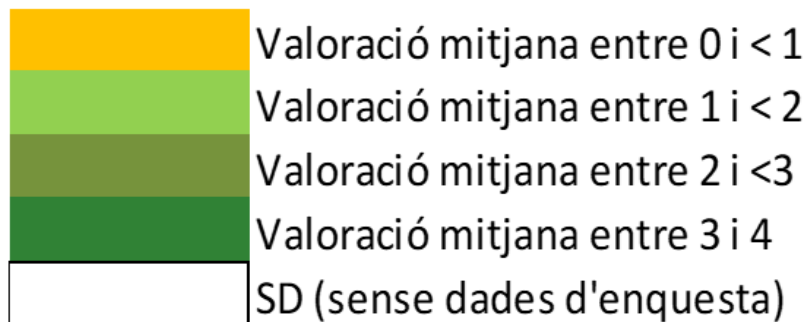 Valoració mitjana entre 0 i < 1
Valoració mitjana entre 1 i < 2
Valoració mitjana entre 2 i <3
Valoració mitjana entre 3 i 4
SD (sense dades d'enquesta)